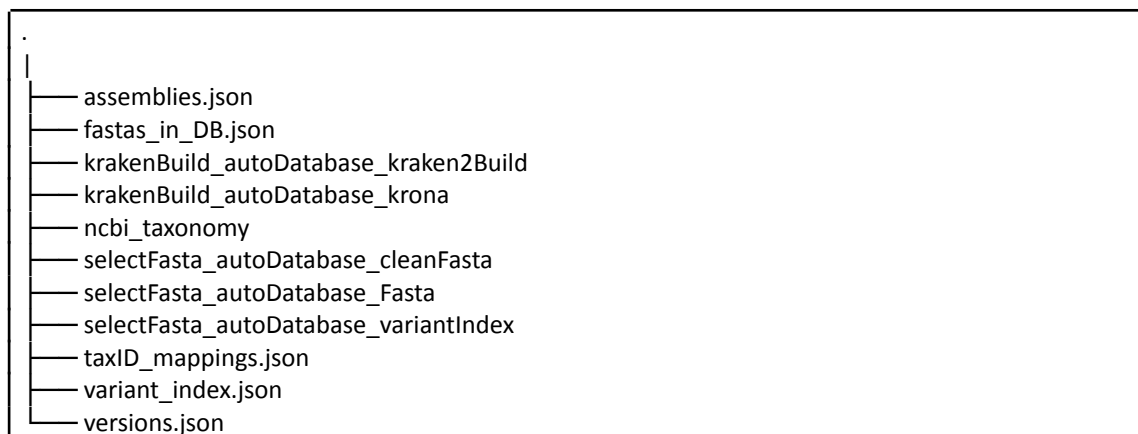 .
|
├── assemblies.json
├── fastas_in_DB.json
├── krakenBuild_autoDatabase_kraken2Build
├── krakenBuild_autoDatabase_krona
├── ncbi_taxonomy
├── selectFasta_autoDatabase_cleanFasta
├── selectFasta_autoDatabase_Fasta
├── selectFasta_autoDatabase_variantIndex
├── taxID_mappings.json
├── variant_index.json
└── versions.json